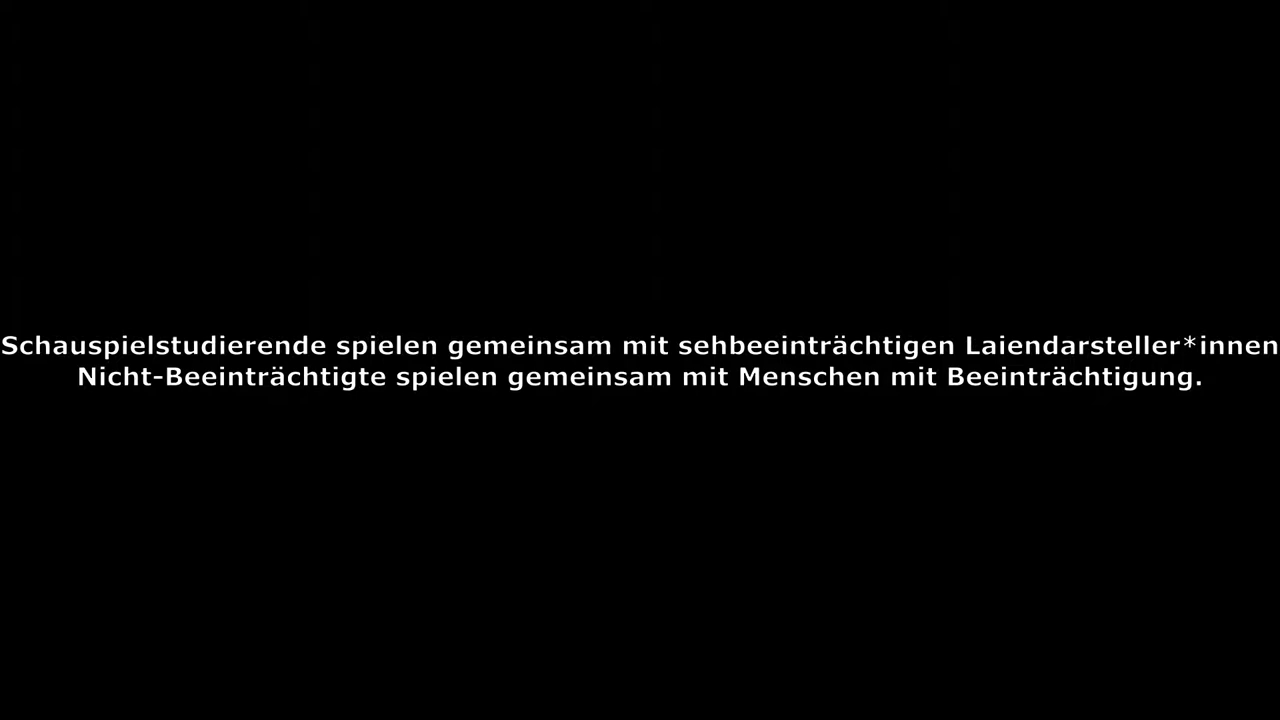 Schauspielstudierende spielen gemeinsam mit sehbeeinträchtigen Laiendarsteller*innen
Nicht-Beeinträchtigte spielen gemeinsam mit Menschen mit Beeinträchtigung.